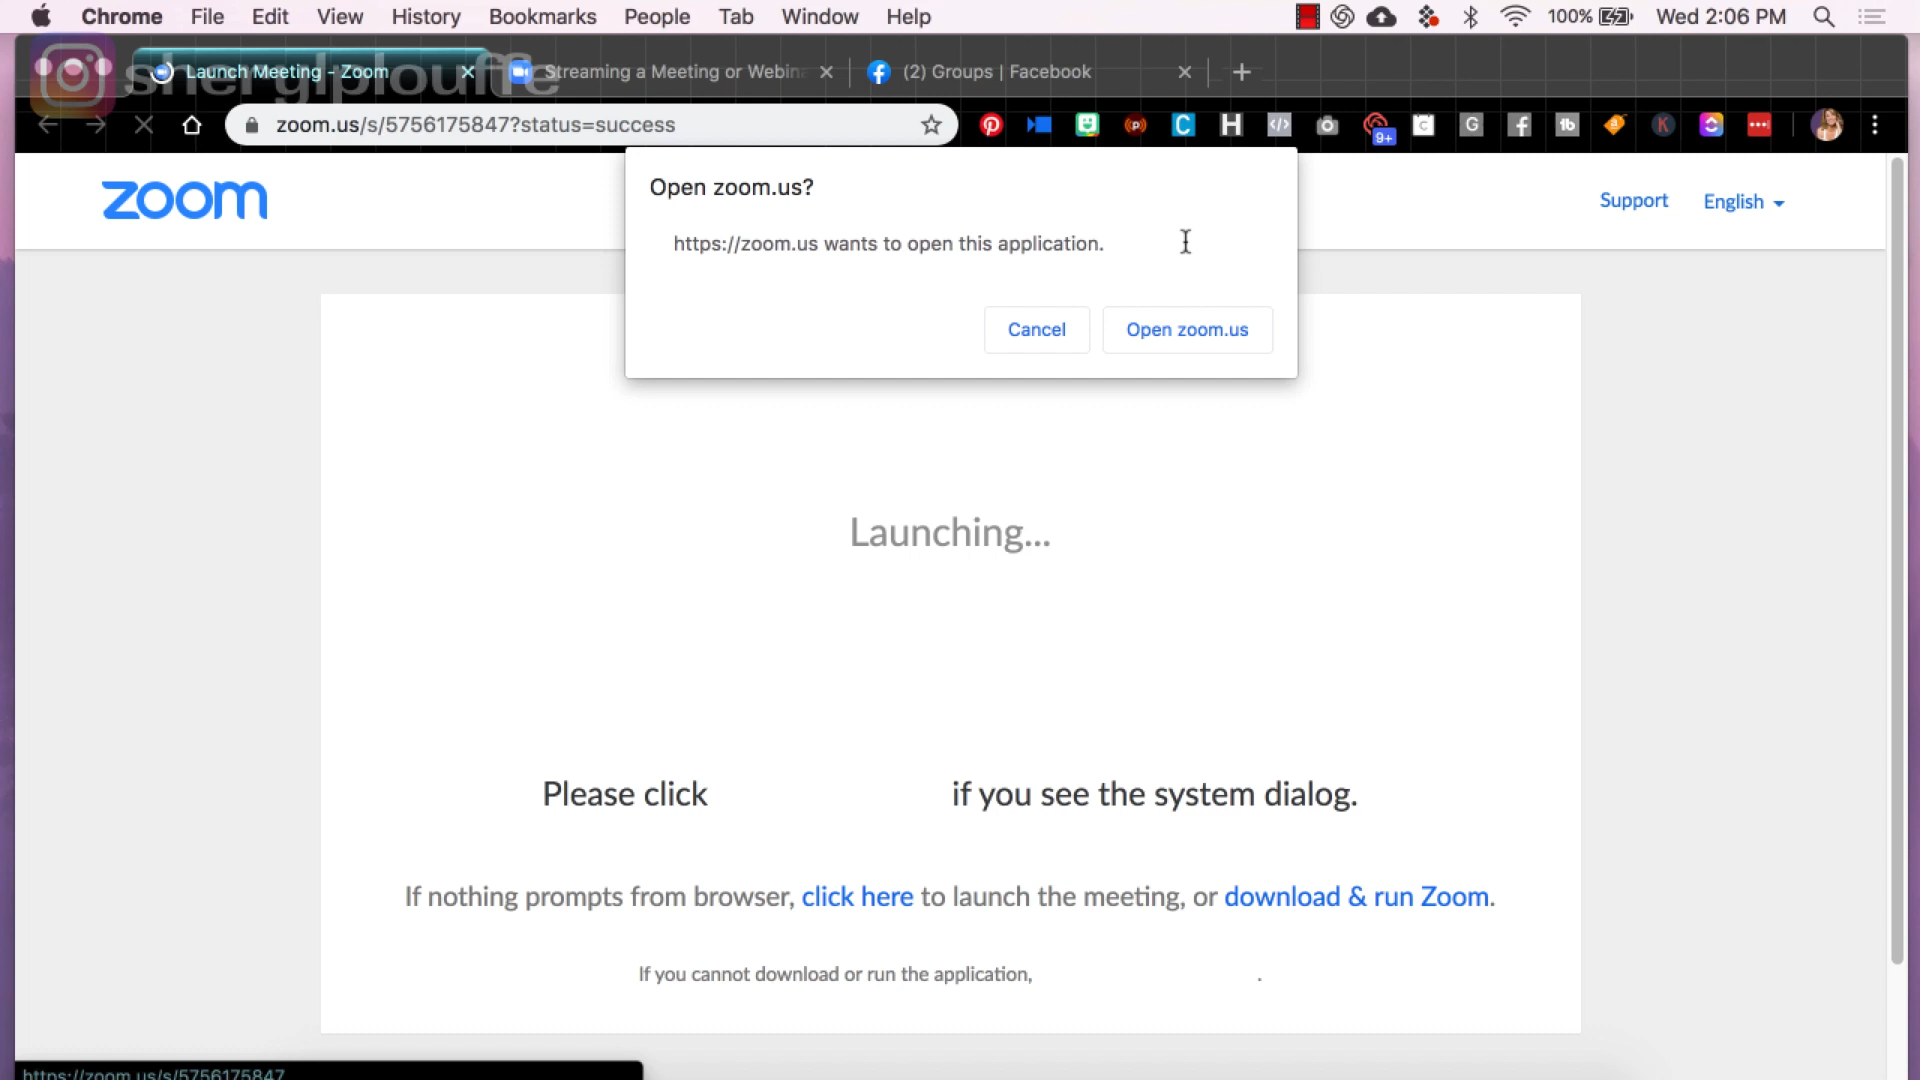 Chrome File Edit View History Bookmarks People Tab Window Help 100% Wed 2:06 PM
sherylplouffe
Launch Meeting - Zoom Streaming a Meeting or Webina (2) Groups | Facebook
zoom.us/s/5756175847?status=success 9+
zoom
Support English
Open zoom.us?
https://zoom.us wants to open this application.
Cancel Open zoom.us
Launching...
Please click if you see the system dialog.
If nothing prompts from browser, click here to launch the meeting, or download & run Zoom.
If you cannot download or run the application, .
https://zoom.us/s/5756175847